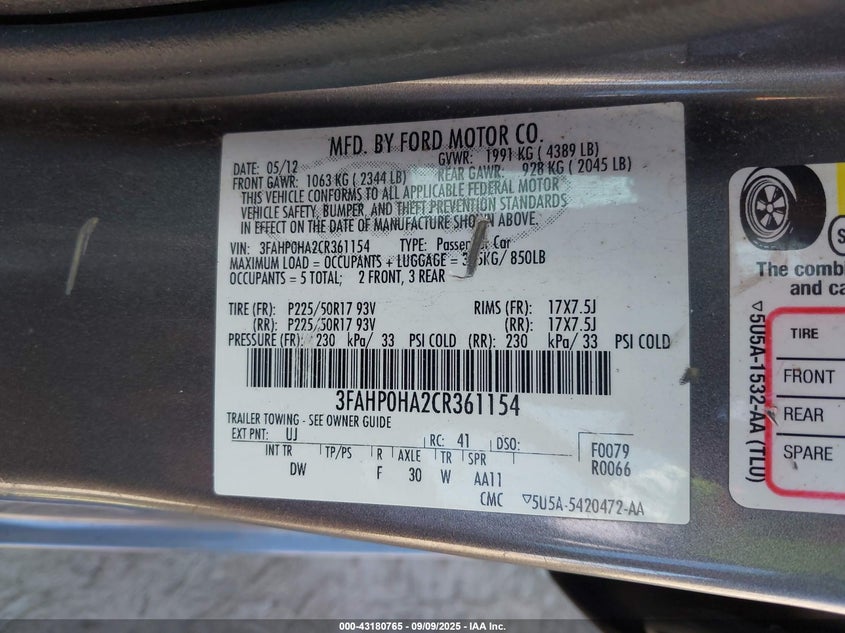 MFD. BY FORD MOTOR CO.
DATE 05/12 GVWR: 1991 KG ( 4389 LB)
FRONT GAWR: 1063 KG ( 2344 LB) REAR GAWR: 928 KG ( 2045 LB)
THIS VEHICLE CONFORMS TO ALL APPLICABLE FEDERAL MOTOR
VEHICLE SAFETY, BUMPER, AND THEFT PREVENTION STANDARDS
IN EFFECT ON THE DATE OF MANUFACTURE SHOWN ABOVE.
VIN: 3FAHP0HA2CR361154 TYPE: Passenger Car
MAXIMUM LOAD = OCCUPANTS + LUGGAGE = KG/ 850LB
OCCUPANTS = 5 TOTAL; 2 FRONT, 3 REAR
TIRE (FR): P225/50R17 93V RIMS (FR): 17X7.5J
(RR): P225/50R17 93V (RR): 17X7.5J
PRESSURE (FR): 230 kPa/ 33 PSI COLD (RR): 230 kPa/ 33 PSI COLD
3FAHP0HA2CR361154
TRAILER TOWING - SEE OWNER GUIDE
EXT PNT: UJ RC: 41 DSO: F0079
INT TR TP/PS R AXLE TR SPR R0066
DW F 30 W AA11
CMC ▽5U5A-5420472-AA
The comb
and ca
TIRE
FRONT
REAR
SPARE
▽5U5A-1532-AA (TLU)
000-43180765 - 09/09/2025 - IAA Inc.